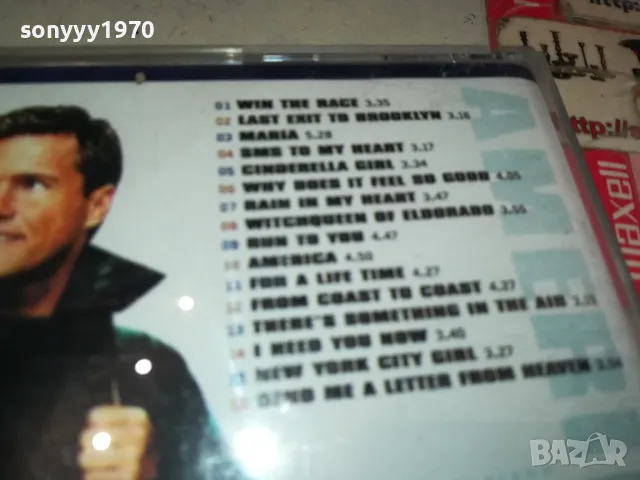 sonyyy1970
01 WIN THE RACE 3.35
02 LAST EXIT TO BROOKLYN 3.16
03 MARIA 5.28
04 SMS TO MY HEART 3.17
05 CINDERELLA GIRL 3.34
06 WHY DOES IT FEEL SO GOOD 4.05
07 RAIN IN MY HEART 3.47
08 WITCHQUEEN OF ELDORADO 3.55
09 RUN TO YOU 4.47
10 AMERICA 4.50
11 FOR A LIFE TIME 4.27
12 FROM COAST TO COAST 4.27
13 THERE'S SOMETHING IN THE AIR
14 I NEED YOU NOW 3.40
NEW YORK CITY GIRL 3.27
SEND ME A LETTER FROM HEAVEN
AMER
http:/
http://
maxell
BAZAR
bg